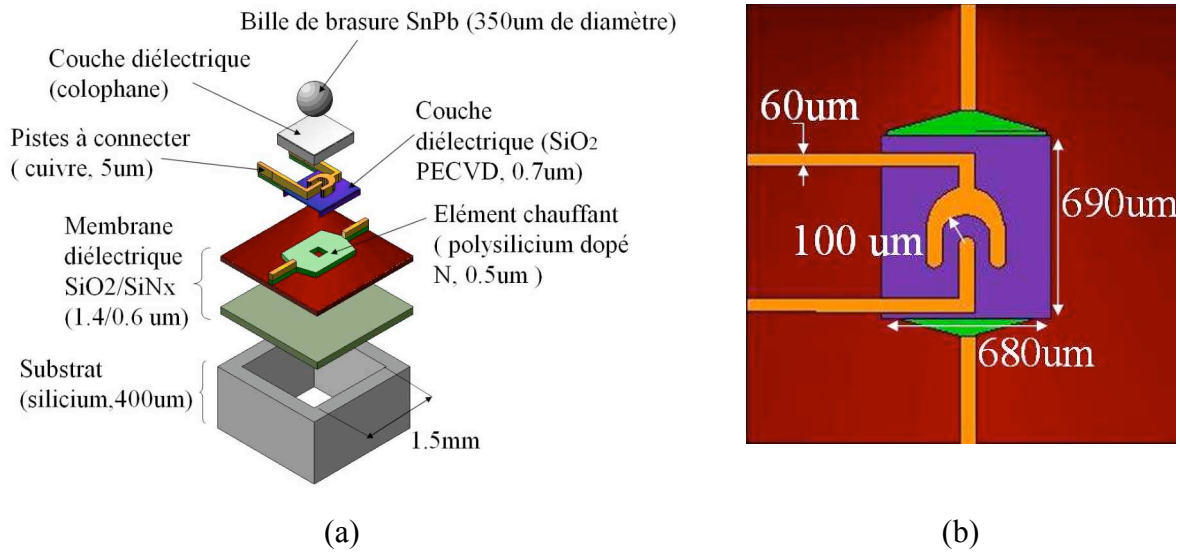 Bille de brasure SnPb (350um de diamètre)
Couche diélectrique
(colophane)
Pistes à connecter
( cuivre, 5um)
Couche
diélectrique (SiO2
PECVD, 0.7um)
Membrane
diélectrique
SiO2/SiNx
(1.4/0.6 um)
Elément chauffant
( polysilicium dopé
N, 0.5um )
Substrat
(silicium,400um)
1.5mm
(a)
60um
100 um
690um
680um
(b)